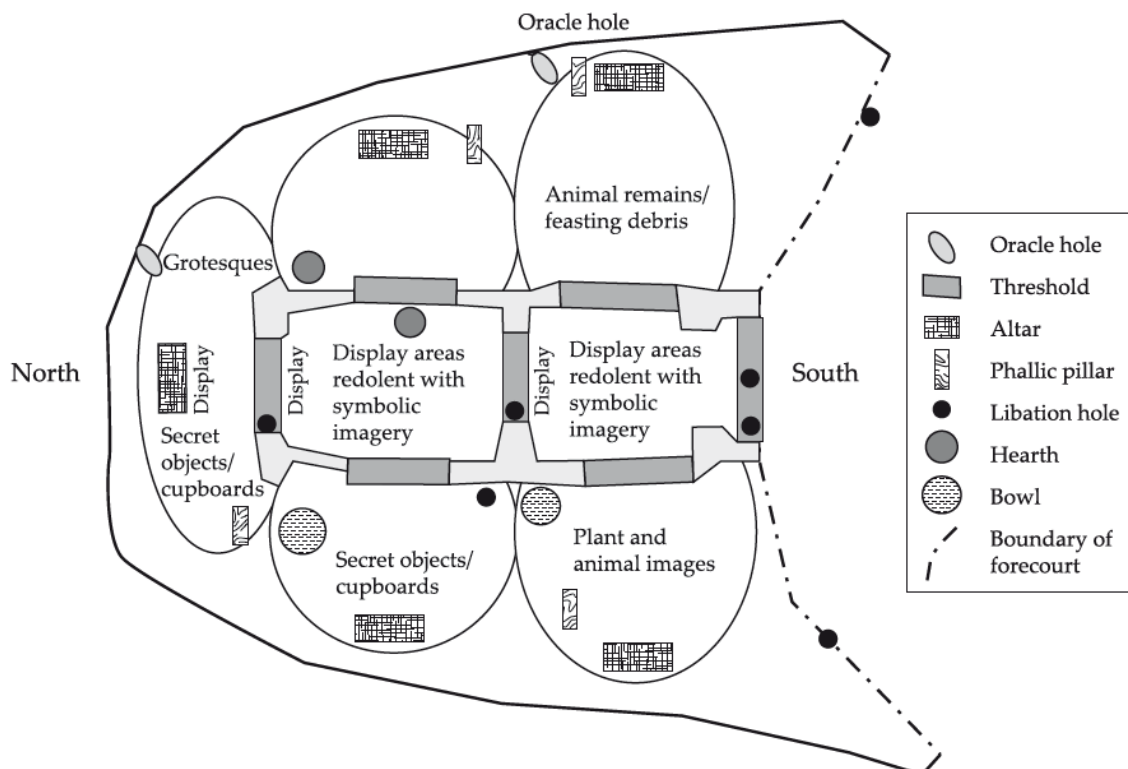 Oracle hole
Animal remains/
feasting debris
Grotesques
North
Display
Display
Display areas
redolent with
symbolic
imagery
Display
Display areas
redolent with
symbolic
imagery
South
Secret
objects/
cupboards
Secret objects/
cupboards
Plant and
animal images
Oracle hole
Threshold
Altar
Phallic pillar
Libation hole
Hearth
Bowl
Boundary of
forecourt